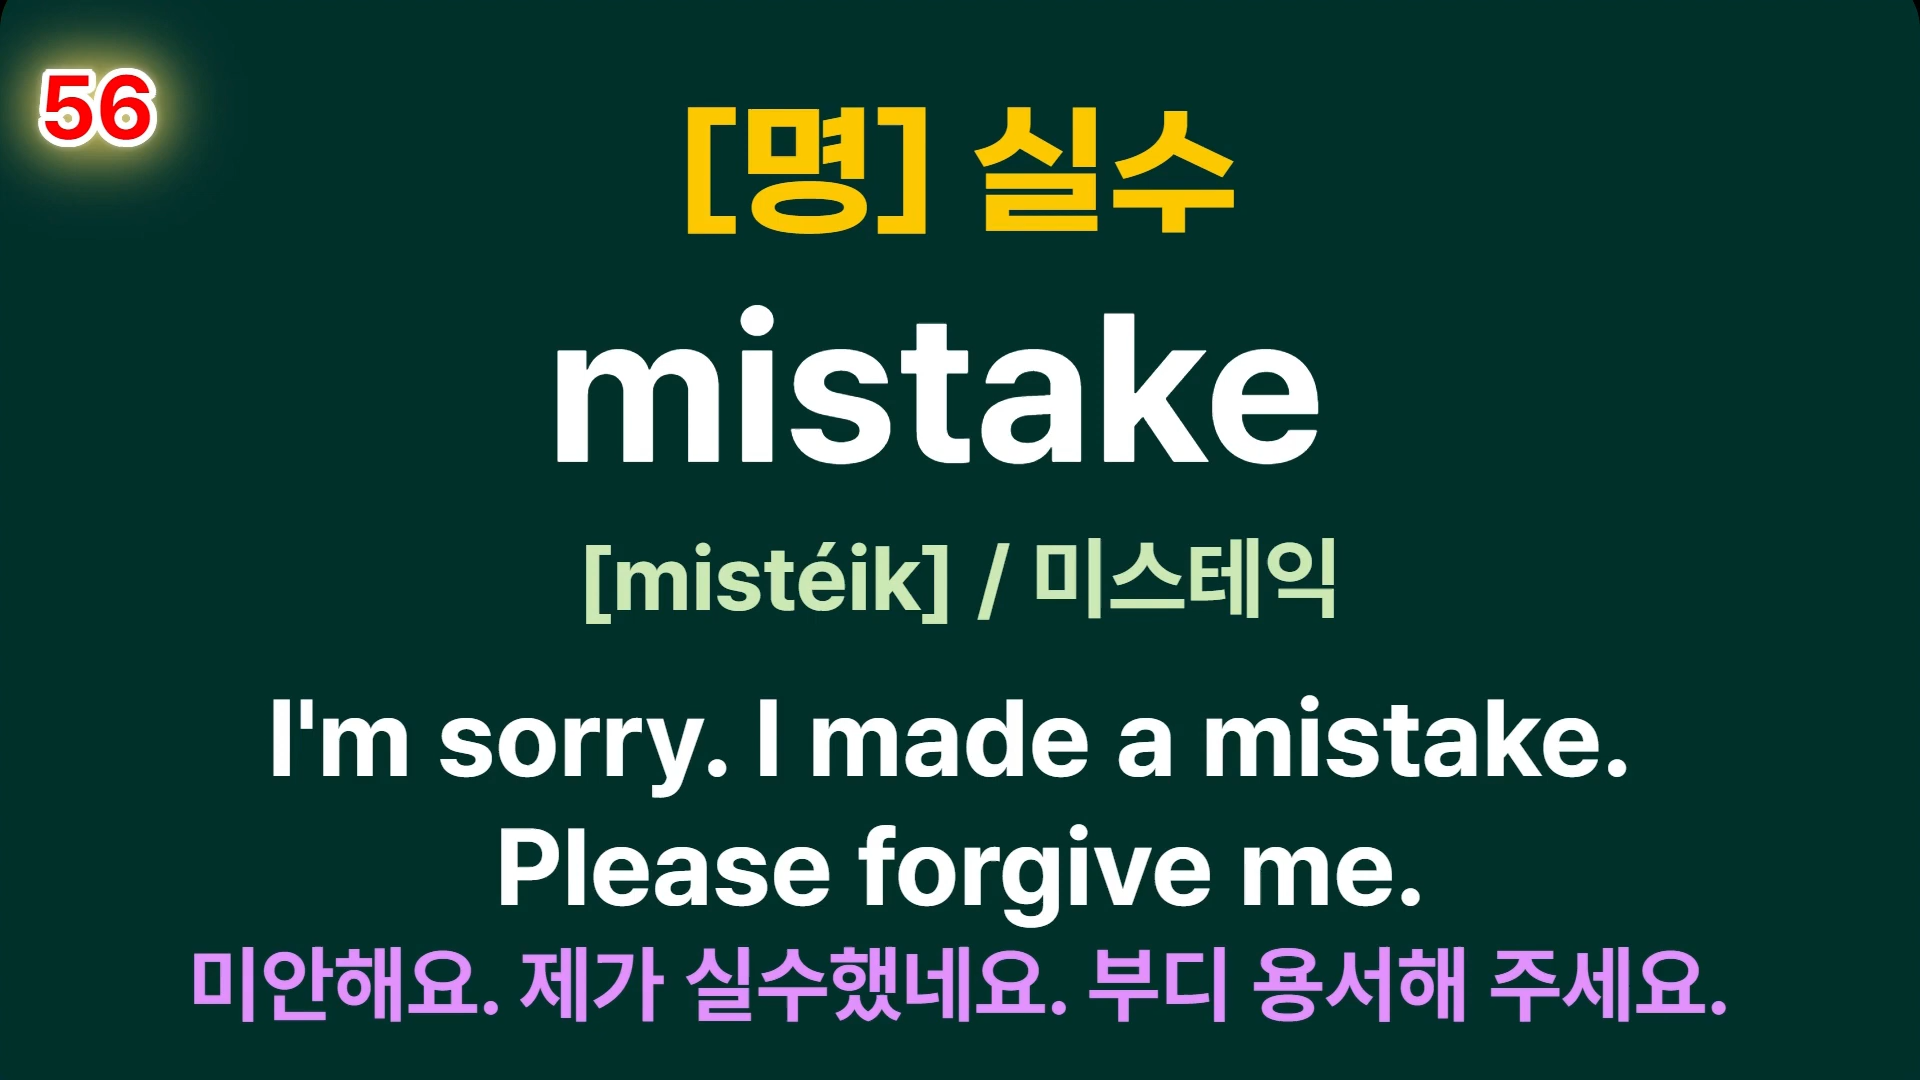 56
[명] 실수
mistake
[mistéik] / 미스테익
I'm sorry. I made a mistake.
Please forgive me.
미안해요. 제가 실수했네요. 부디 용서해 주세요.